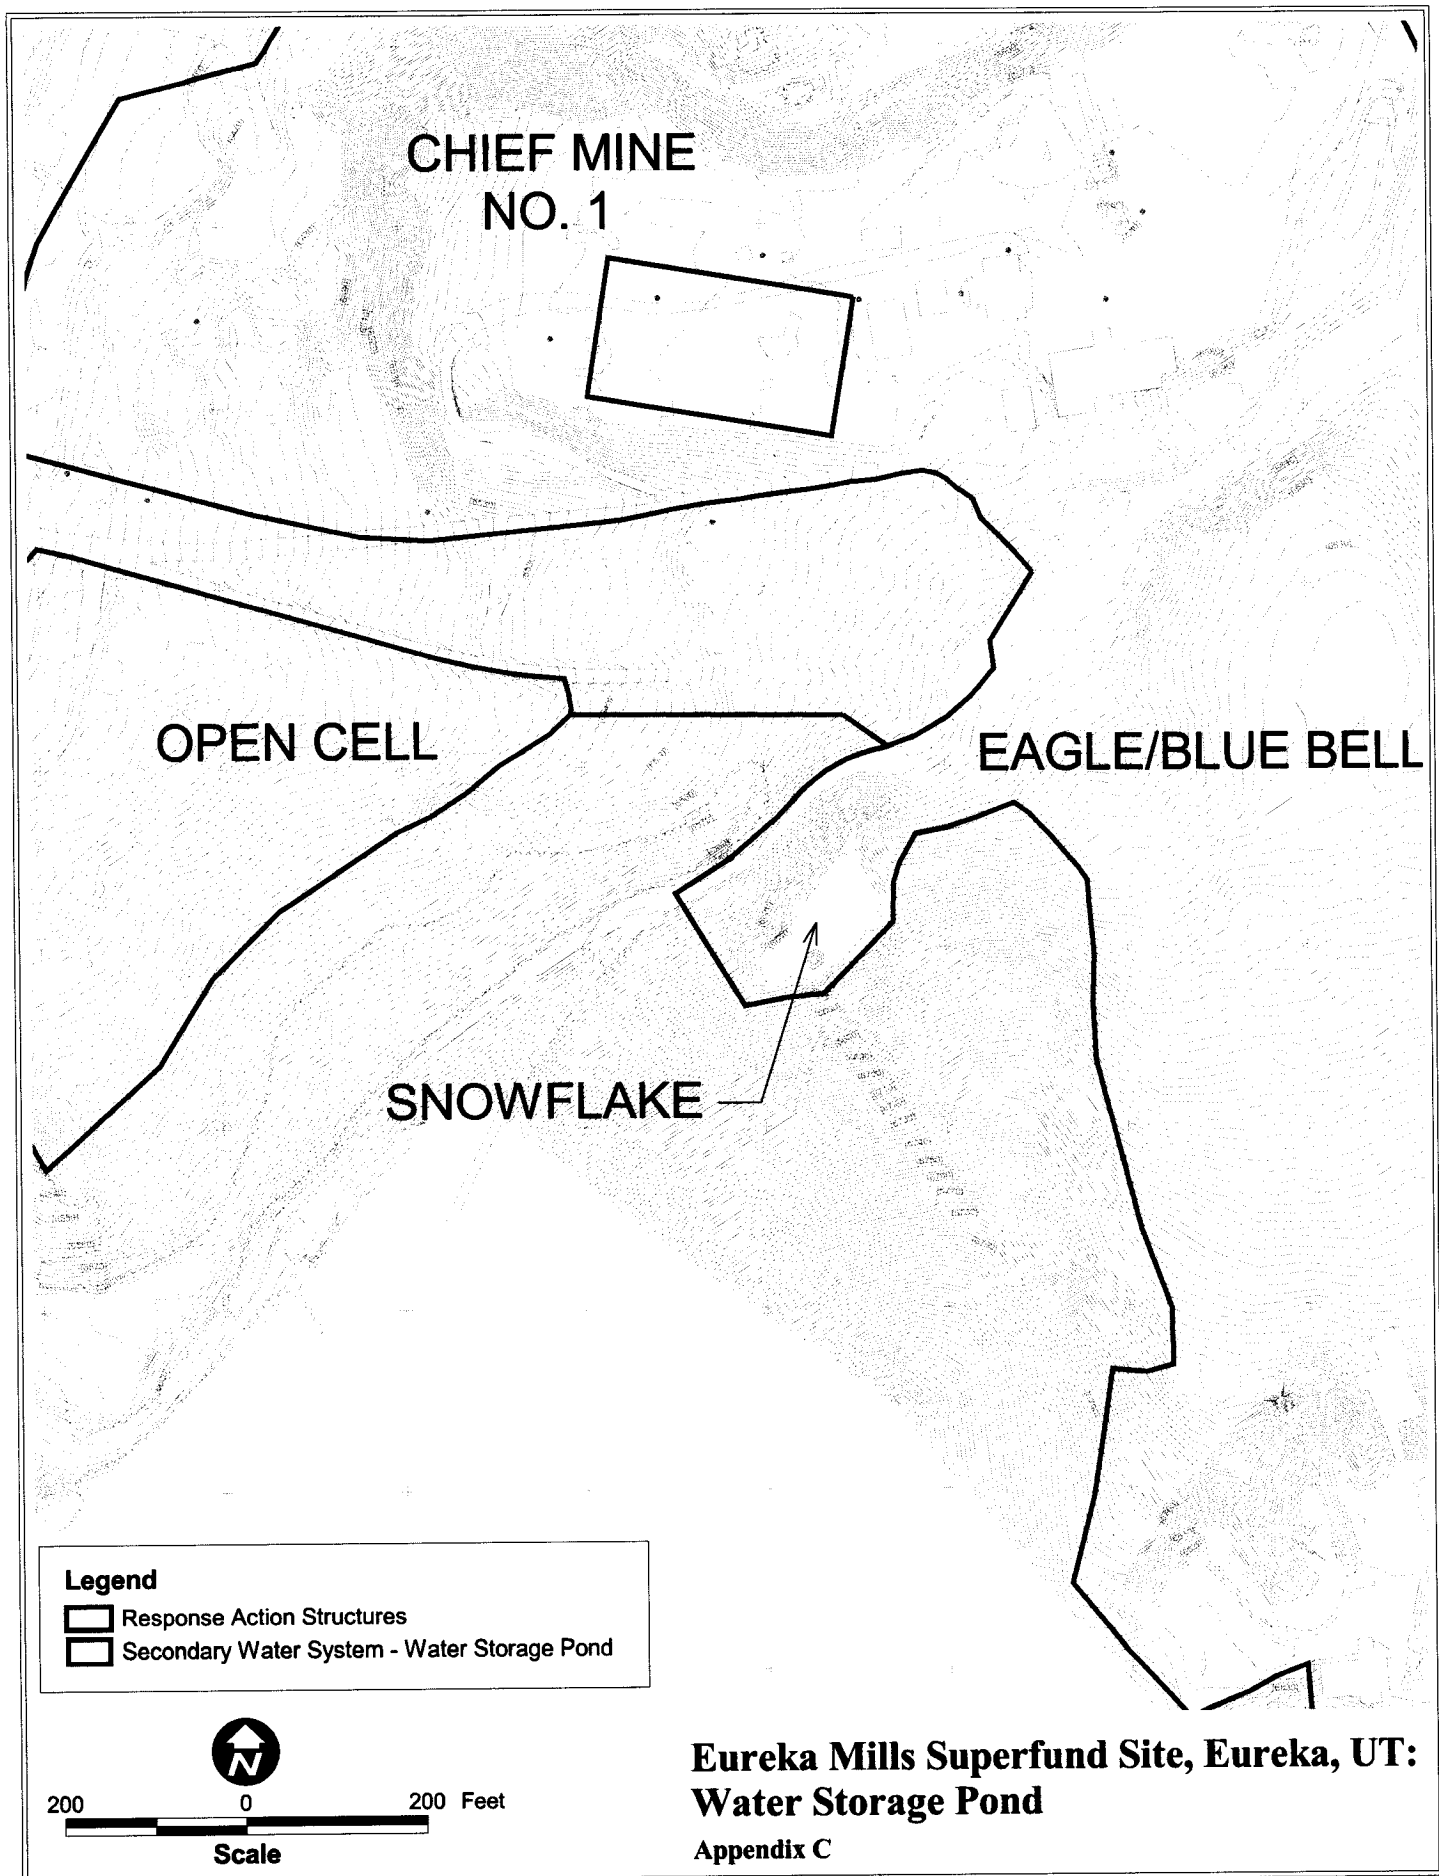 CHIEF MINE
NO. 1
OPEN CELL
EAGLE/BLUE BELL
SNOWFLAKE
Legend
Response Action Structures
Secondary Water System - Water Storage Pond
N
200 0 200 Feet
Scale
Eureka Mills Superfund Site, Eureka, UT:
Water Storage Pond
Appendix C